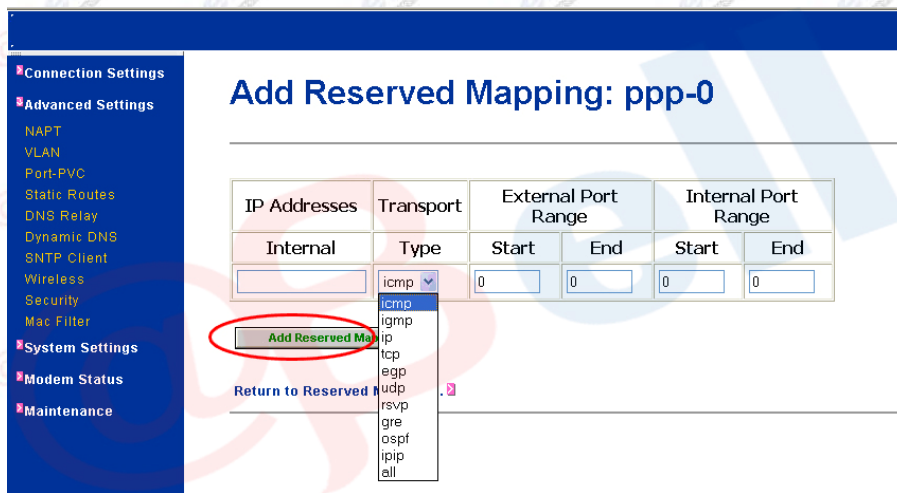 Connection Settings
Advanced Settings
NAPT
VLAN
Port-PVC
Static Routes
DNS Relay
Dynamic DNS
SNTP Client
Wireless
Security
Mac Filter
System Settings
Modem Status
Maintenance
Add Reserved Mapping: ppp-0
IP Addresses Transport External Port Range Internal Port Range
Internal Type Start End Start End
icmp 0 0 0 0
icmp
igmp
ip
tcp
egp
udp
rsvp
gre
ospf
ipip
all
Add Reserved Ma
Return to Reserved
@pell